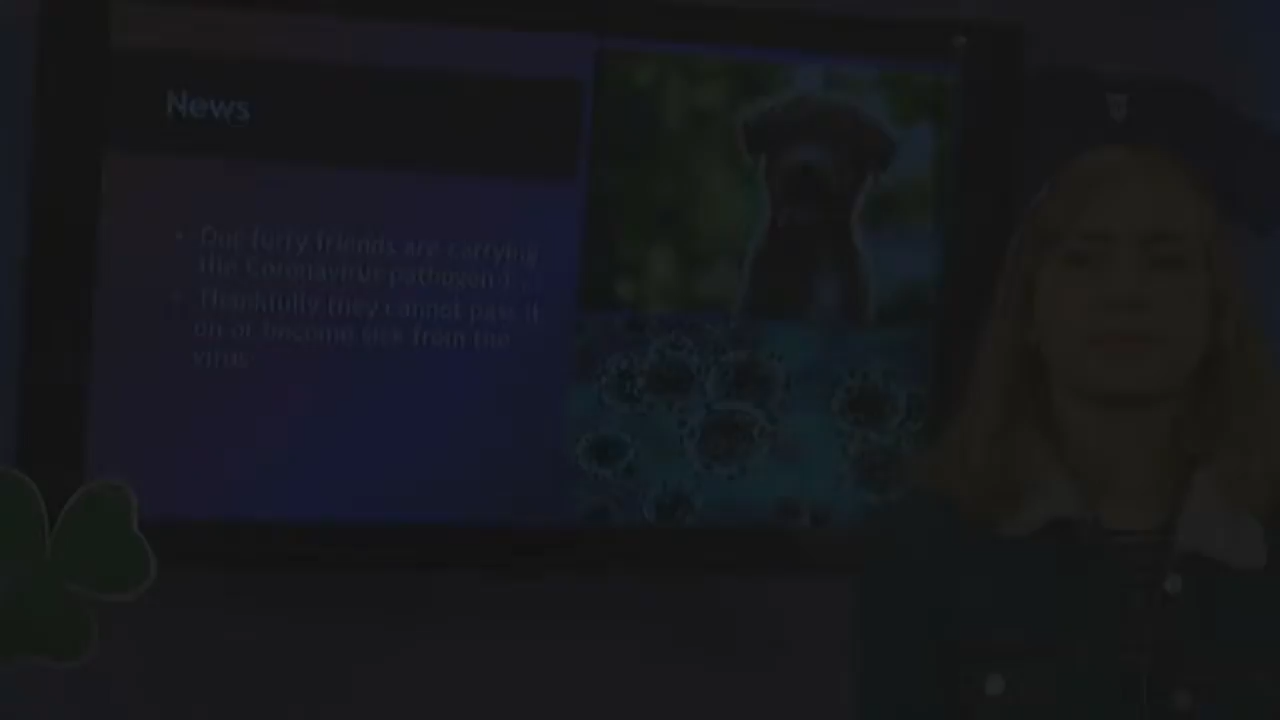 News
• Our furry friends are carrying
the Coronavirus pathogen !
• Thankfully they cannot pass it
on or become sick from the
virus